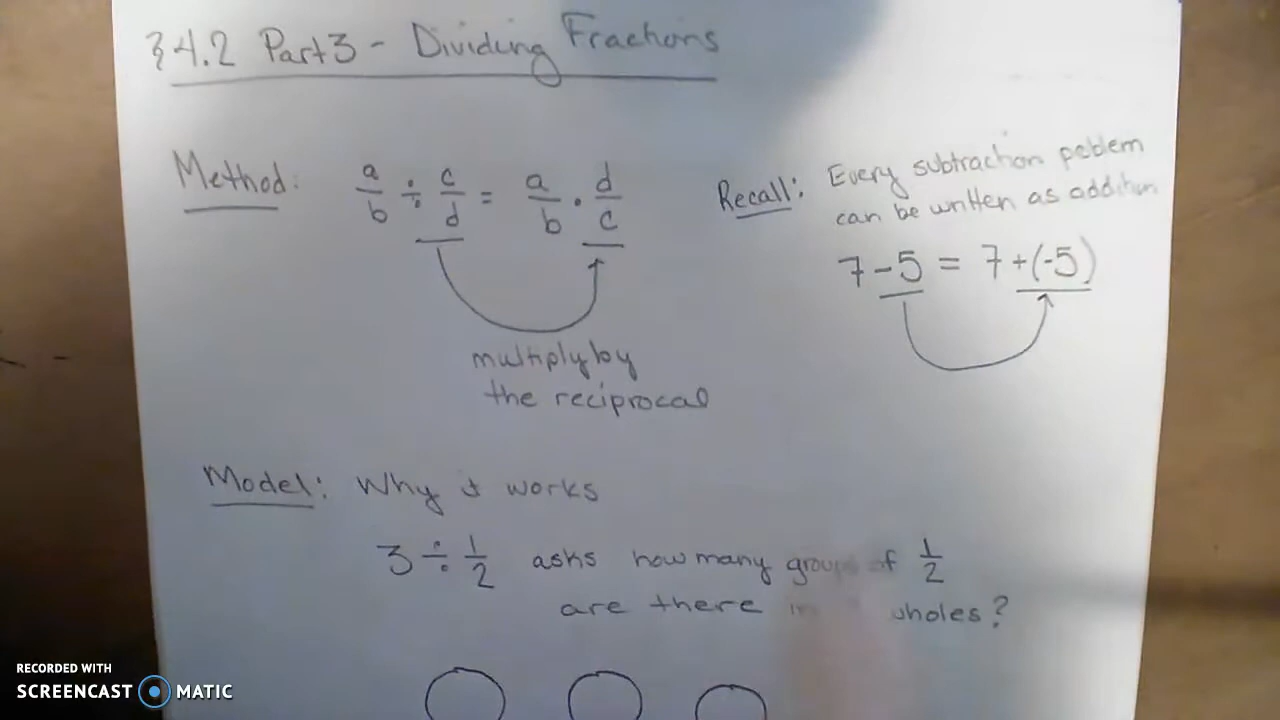 §4.2 Part 3 - Dividing Fractions
Method: a/b ÷ c/d = a/b · d/c
multiply by
the reciprocal
Recall: Every subtraction peblem
can be written as addition
7-5 = 7+(-5)
Model: Why it works
3 ÷ 1/2 asks how many groups of 1/2
are there in wholes?
RECORDED WITH
SCREENCAST MATIC